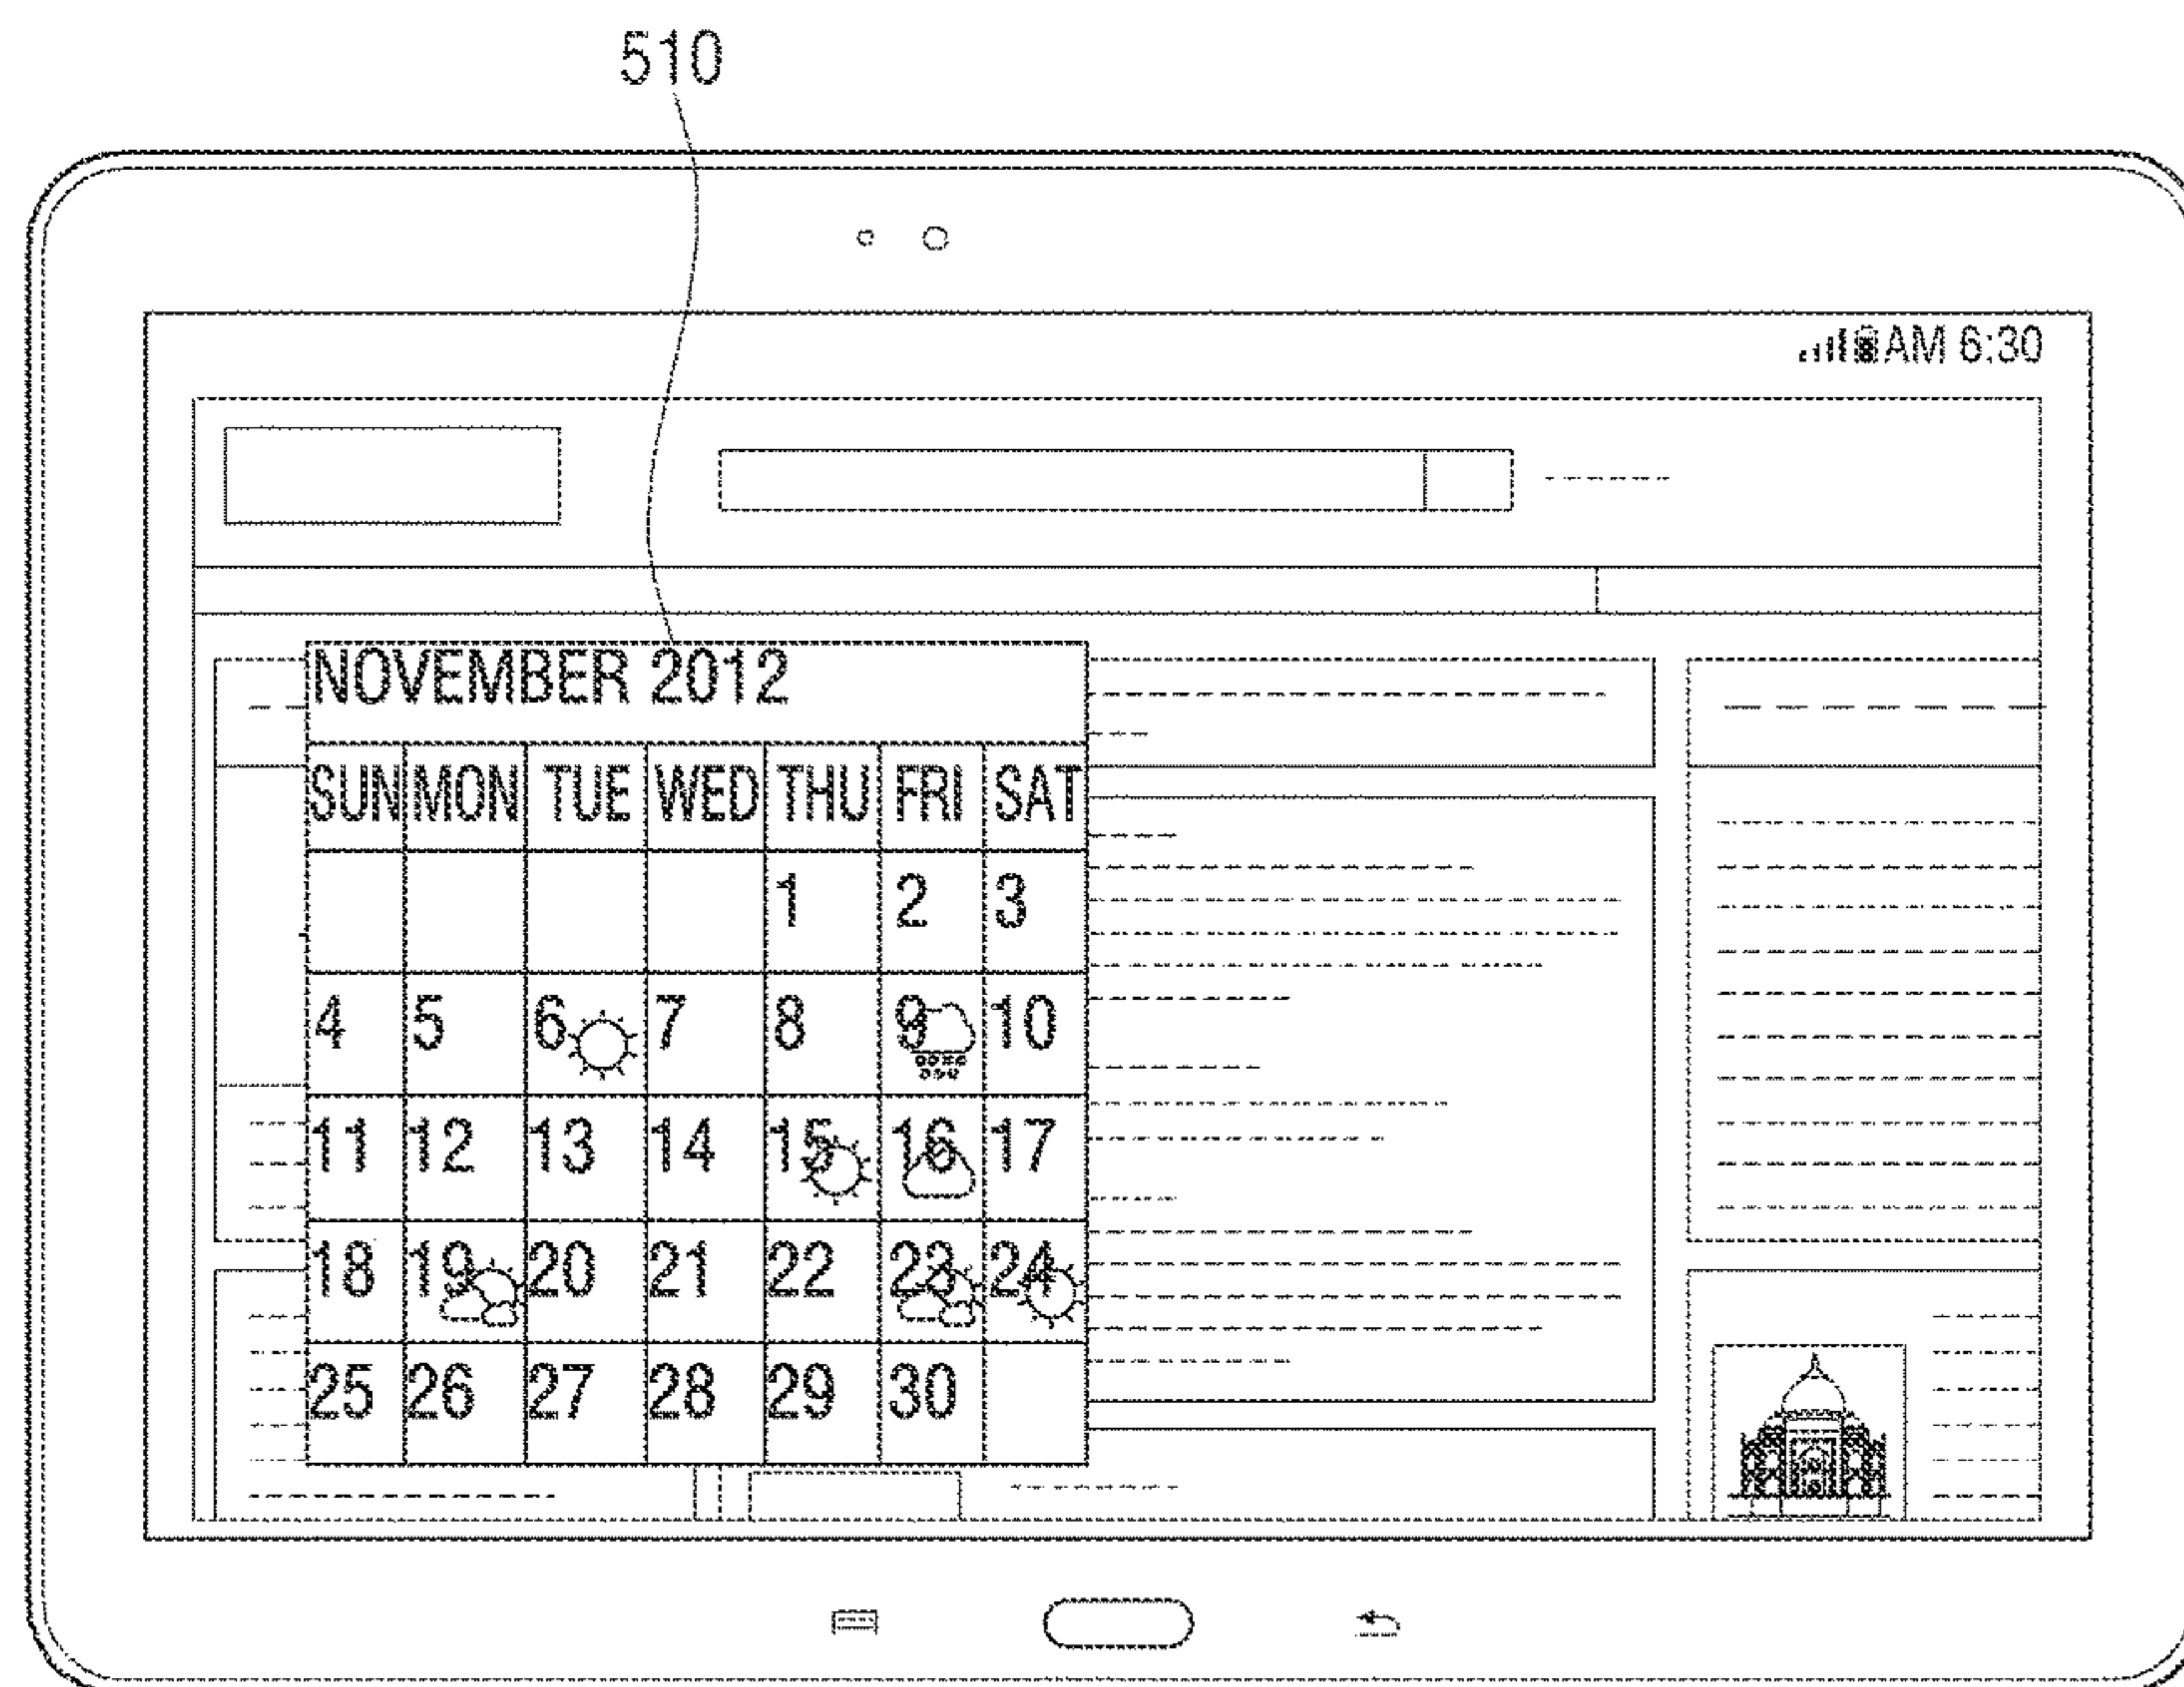 510
AM 6:30
NOVEMBER 2012
SUN MON TUE WED THU FRI SAT
1 2 3
4 5 6 7 8 9 10
11 12 13 14 15 16 17
18 19 20 21 22 23 24
25 26 27 28 29 30